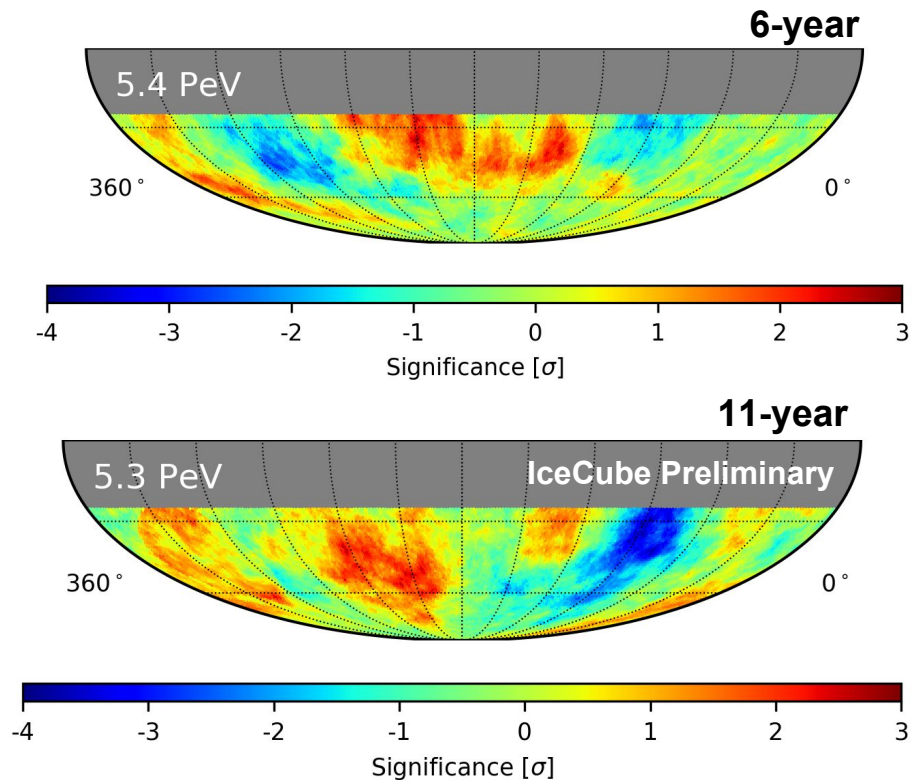 6-year
5.4 PeV
360° 0°
-4 -3 -2 -1 0 1 2 3
Significance [σ]
11-year
5.3 PeV IceCube Preliminary
360° 0°
-4 -3 -2 -1 0 1 2 3
Significance [σ]